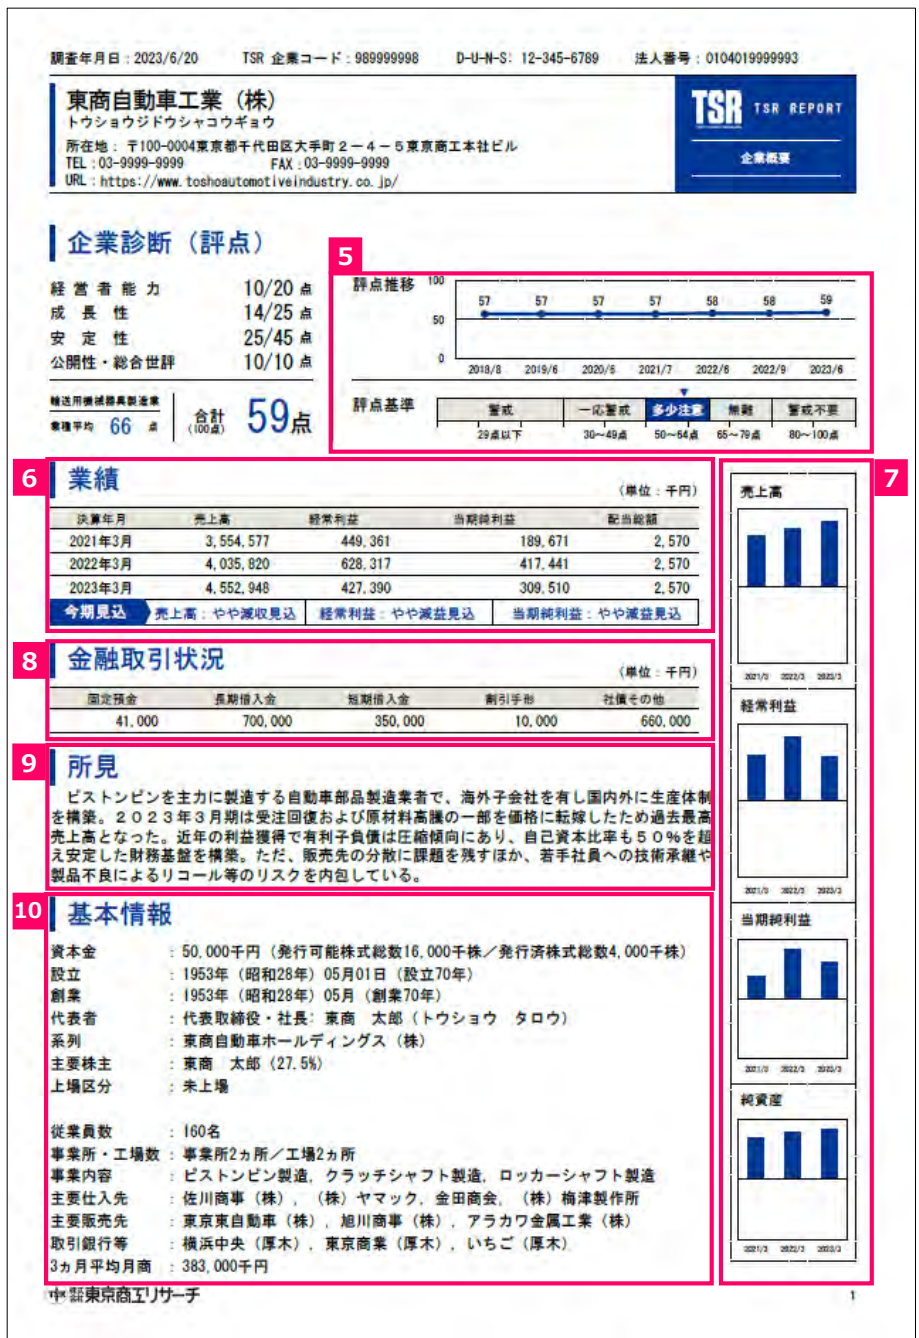 調査年月日：2023/6/20 TSR 企業コード：989999998 D-U-N-S: 12-345-6789 法人番号：0104019999993
東商自動車工業（株）
トウショウジドウシャコウギョウ
所在地： 〒100-0004東京都千代田区大手町２－４－５東京商工本社ビル
TEL：03-9999-9999 FAX：03-9999-9999
URL：https://www.toshoautomotiveindustry.co.jp/
TSR TSR REPORT
企業概要
企業診断（評点）
経営者能力 10/20 点
成長性 14/25 点
安定性 25/45 点
公開性・総合世評 10/10 点
輸送用機械器具製造業
業種平均 66 点
合計
(100点)
59点
5
評点推移
100
50
0
57 57 57 57 58 58 59
2018/8 2019/6 2020/6 2021/7 2022/6 2022/9 2023/6
評点基準
警戒 一応警戒 多少注意 無難 警戒不要
29点以下 30～49点 50～64点 65～79点 80～100点
6
業績
（単位：千円）
決算年月 売上高 経常利益 当期純利益 配当総額
2021年3月 3,554,577 449,361 189,671 2,570
2022年3月 4,035,820 628,317 417,441 2,570
2023年3月 4,552,948 427,390 309,510 2,570
今期見込 売上高：やや減収見込 経常利益：やや減益見込 当期純利益：やや減益見込
8
金融取引状況
（単位：千円）
固定預金 長期借入金 短期借入金 割引手形 社債その他
41,000 700,000 350,000 10,000 660,000
9
所見
ピストンピンを主力に製造する自動車部品製造業者で、海外子会社を有し国内外に生産体制
を構築。２０２３年３月期は受注回復および原材料高騰の一部を価格に転嫁したため過去最高
売上高となった。近年の利益獲得で有利子負債は圧縮傾向にあり、自己資本比率も５０％を超
え安定した財務基盤を構築。ただ、販売先の分散に課題を残すほか、若手社員への技術承継や
製品不良によるリコール等のリスクを内包している。
10
基本情報
資本金 ：50,000千円（発行可能株式総数16,000千株／発行済株式総数4,000千株）
設立 ：1953年（昭和28年）05月01日（設立70年）
創業 ：1953年（昭和28年）05月（創業70年）
代表者 ：代表取締役・社長：東商 太郎（トウショウ タロウ）
系列 ：東商自動車ホールディングス（株）
主要株主 ：東商 太郎（27.5%）
上場区分 ：未上場
従業員数 ：160名
事業所・工場数 ：事業所2ヵ所／工場2ヵ所
事業内容 ：ピストンピン製造，クラッチシャフト製造，ロッカーシャフト製造
主要仕入先 ：佐川商事（株），（株）ヤマック，金田商会，（株）梅津製作所
主要販売先 ：東京東自動車（株），旭川商事（株），アラカワ金属工業（株）
取引銀行等 ：横浜中央（厚木），東京商業（厚木），いちご（厚木）
3ヵ月平均月商 ：383,000千円
7
売上高
2021/3 2022/3 2023/3
経常利益
2021/3 2022/3 2023/3
当期純利益
2021/3 2022/3 2023/3
純資産
2021/3 2022/3 2023/3
TSR 株式会社 東京商工リサーチ
1